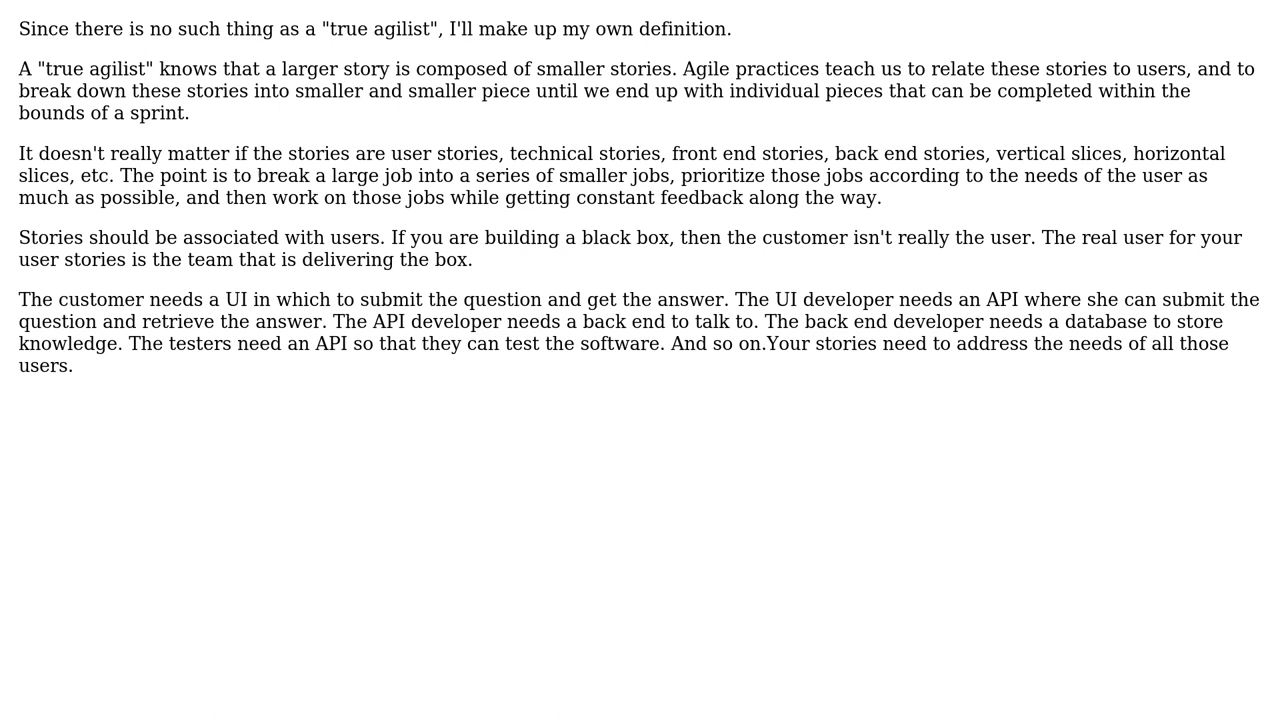 Since there is no such thing as a "true agilist", I'll make up my own definition.
A "true agilist" knows that a larger story is composed of smaller stories. Agile practices teach us to relate these stories to users, and to
break down these stories into smaller and smaller piece until we end up with individual pieces that can be completed within the
bounds of a sprint.
It doesn't really matter if the stories are user stories, technical stories, front end stories, back end stories, vertical slices, horizontal
slices, etc. The point is to break a large job into a series of smaller jobs, prioritize those jobs according to the needs of the user as
much as possible, and then work on those jobs while getting constant feedback along the way.
Stories should be associated with users. If you are building a black box, then the customer isn't really the user. The real user for your
user stories is the team that is delivering the box.
The customer needs a UI in which to submit the question and get the answer. The UI developer needs an API where she can submit the
question and retrieve the answer. The API developer needs a back end to talk to. The back end developer needs a database to store
knowledge. The testers need an API so that they can test the software. And so on.Your stories need to address the needs of all those
users.